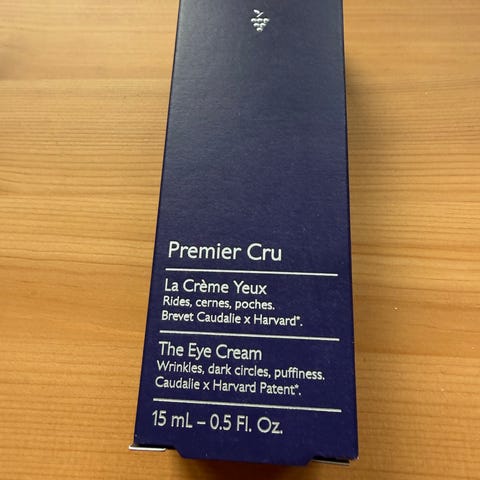 Premier Cru
La Crème Yeux
Rides, cernes, poches.
Brevet Caudalie x Harvard*.
The Eye Cream
Wrinkles, dark circles, puffiness.
Caudalie x Harvard Patent*.
15 mL – 0.5 Fl. Oz.